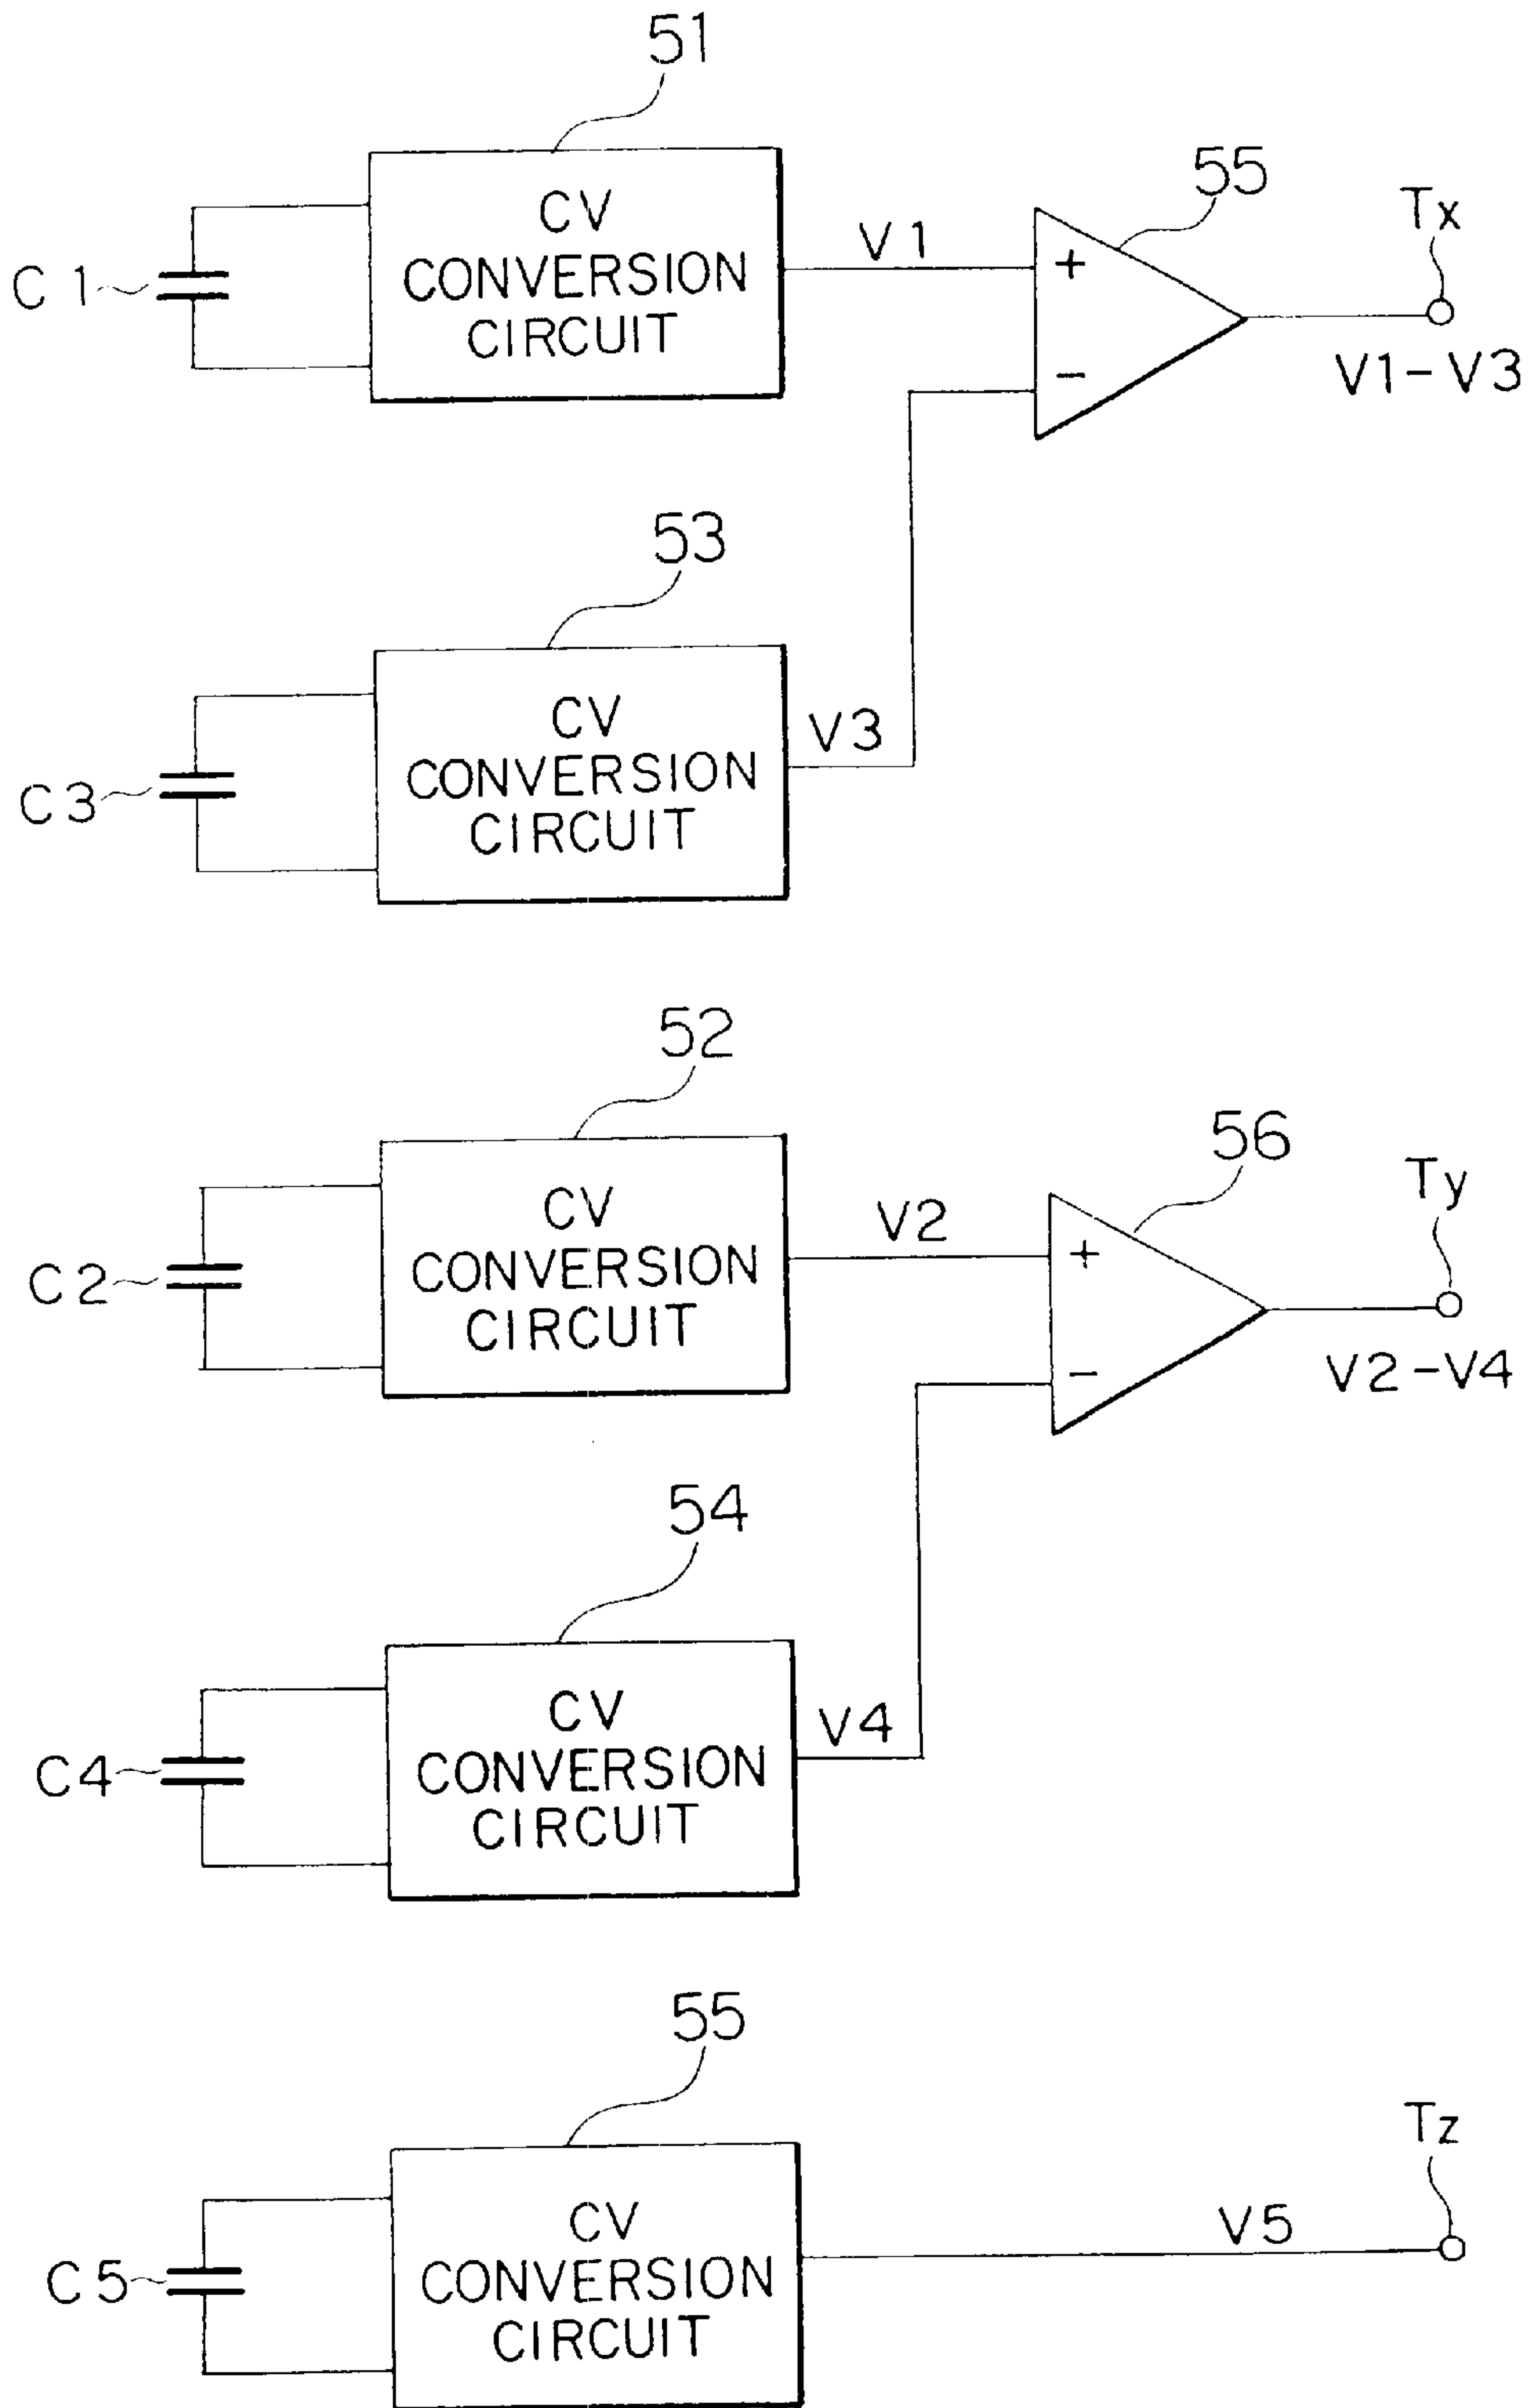 51
CV
CONVERSION
CIRCUIT
C1
V1
+
−
55
Tx
V1−V3
53
CV
CONVERSION
CIRCUIT
C3
V3
52
CV
CONVERSION
CIRCUIT
C2
V2
+
−
56
Ty
V2−V4
54
CV
CONVERSION
CIRCUIT
C4
V4
55
CV
CONVERSION
CIRCUIT
C5
V5
Tz